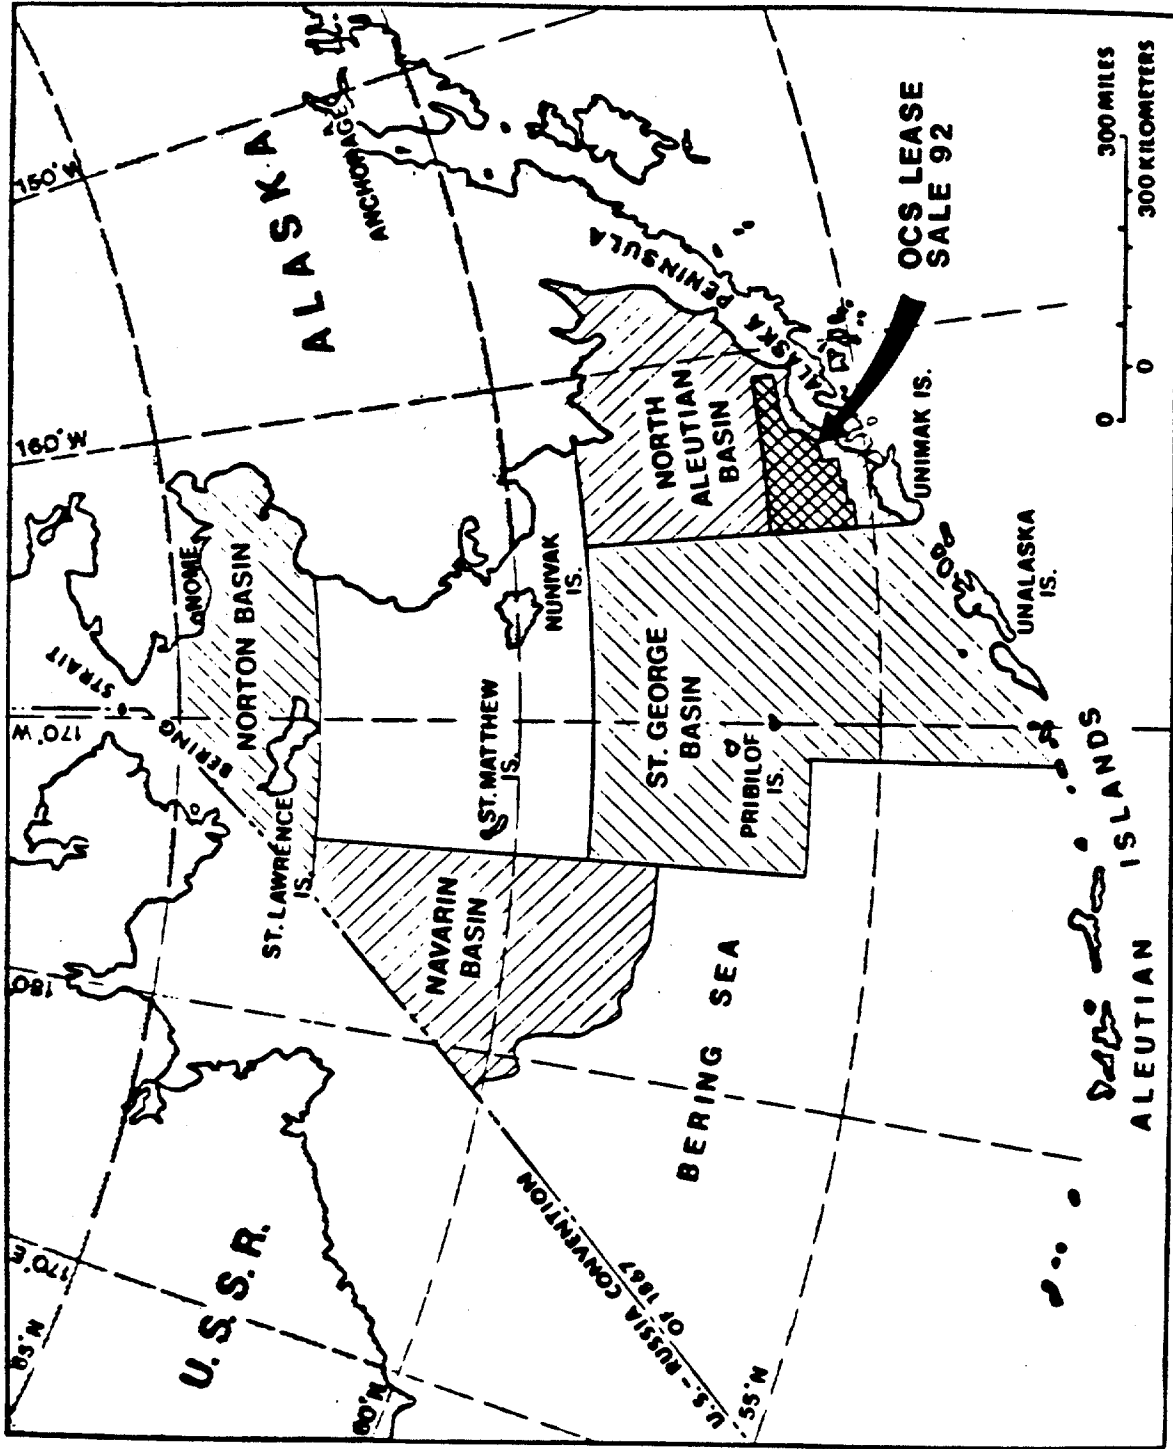 65°N
170°E
180°
170°W
160°W
150°W
U.S.S.R.
BERING
STRAIT
NOME
ALASKA
ANCHORAGE
NORTON BASIN
ST. LAWRENCE
IS.
60°N
NAVARIN
BASIN
ST. MATTHEW
IS.
NUNIVAK
IS.
U.S.-RUSSIA CONVENTION
OF 1867
BERING SEA
ST. GEORGE
BASIN
PRIBILOF
IS.
NORTH
ALEUTIAN
BASIN
ALASKA PENINSULA
55°N
UNIMAK IS.
UNALASKA
IS.
OCS LEASE
SALE 92
ALEUTIAN ISLANDS
0 300 MILES
0 300 KILOMETERS